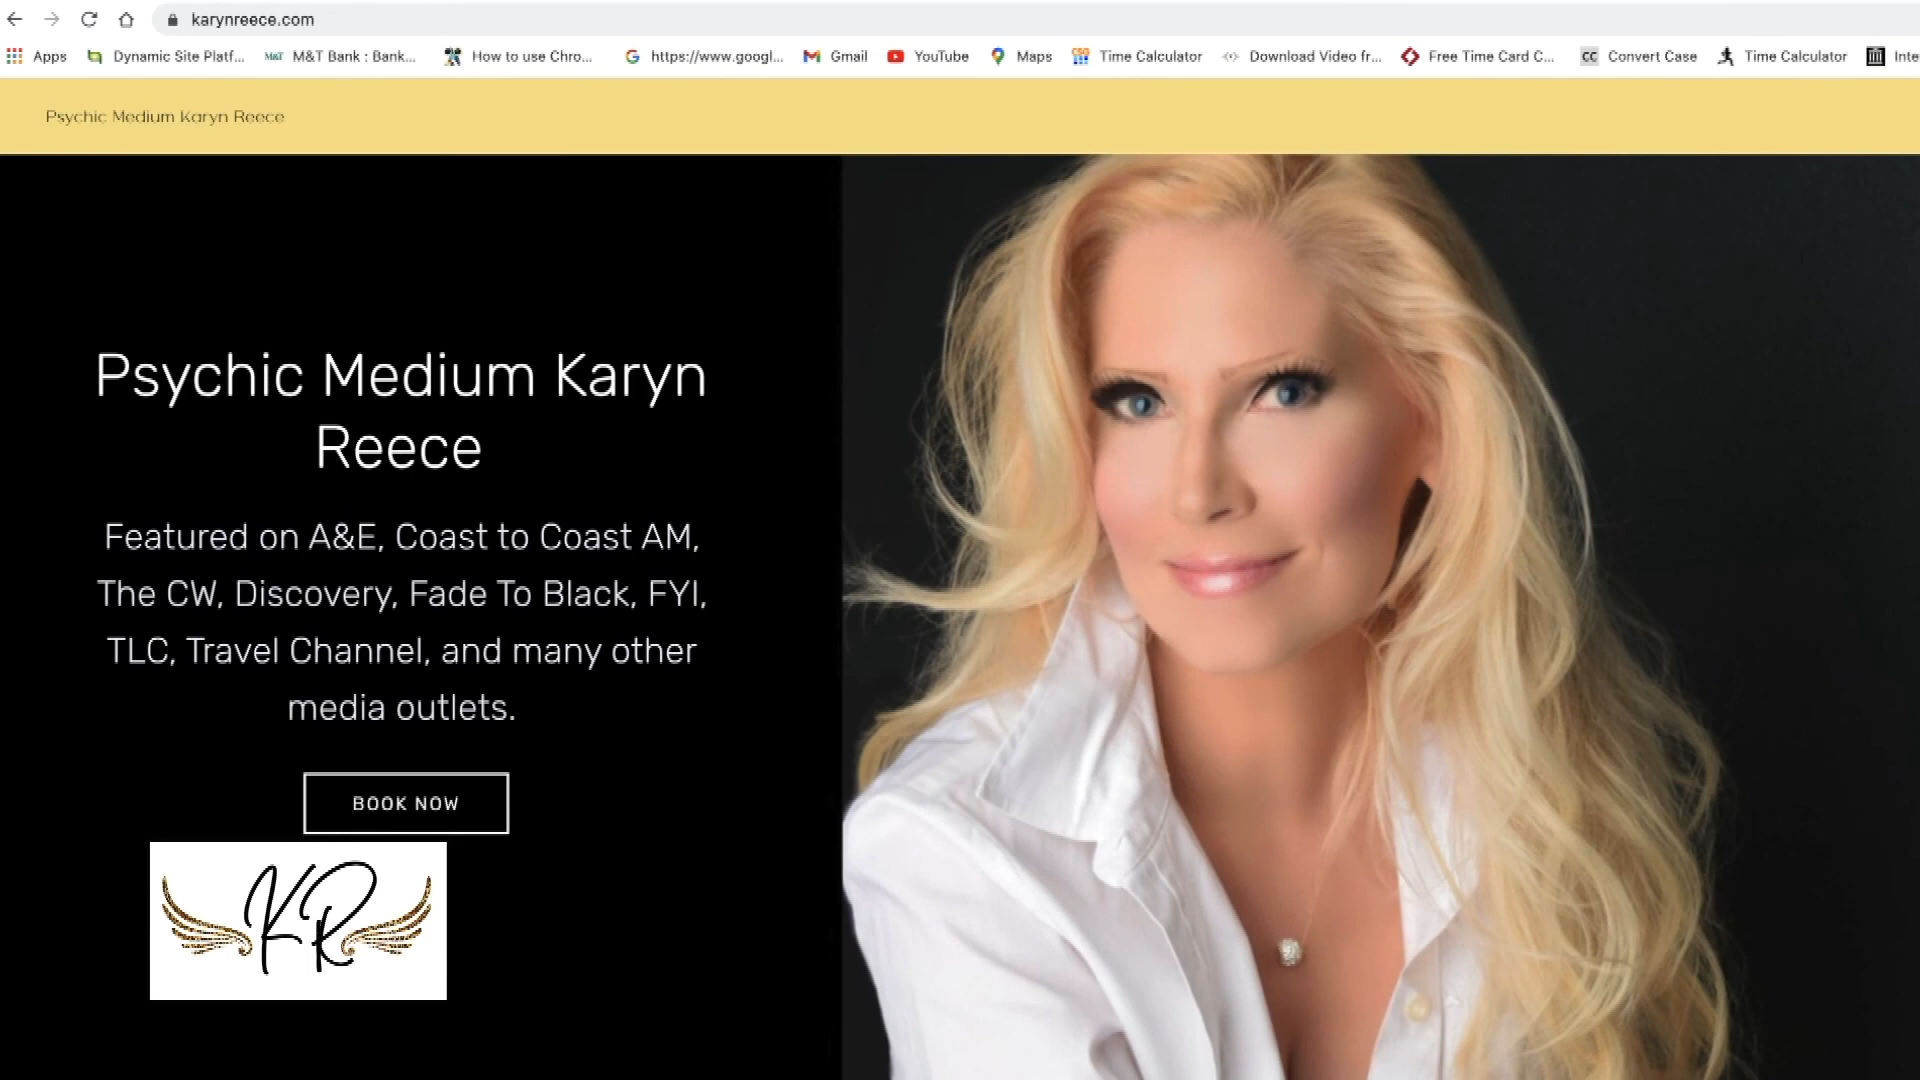 karynreece.com
Apps Dynamic Site Platf... M&T M&T Bank : Bank... How to use Chro... https://www.googl... Gmail YouTube Maps Time Calculator Download Video fr... Free Time Card C... CC Convert Case Time Calculator Inte
Psychic Medium Karyn Reece
Psychic Medium Karyn
Reece
Featured on A&E, Coast to Coast AM,
The CW, Discovery, Fade To Black, FYI,
TLC, Travel Channel, and many other
media outlets.
BOOK NOW
KR